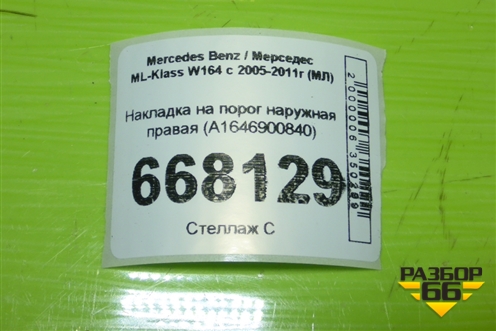 Mercedes Benz / Мерседес
ML-Klass W164 с 2005-2011г (МЛ)
Накладка на порог наружная
правая (A1646900840)
668129
Стеллаж С
2000006350299
РАЗБОР
66